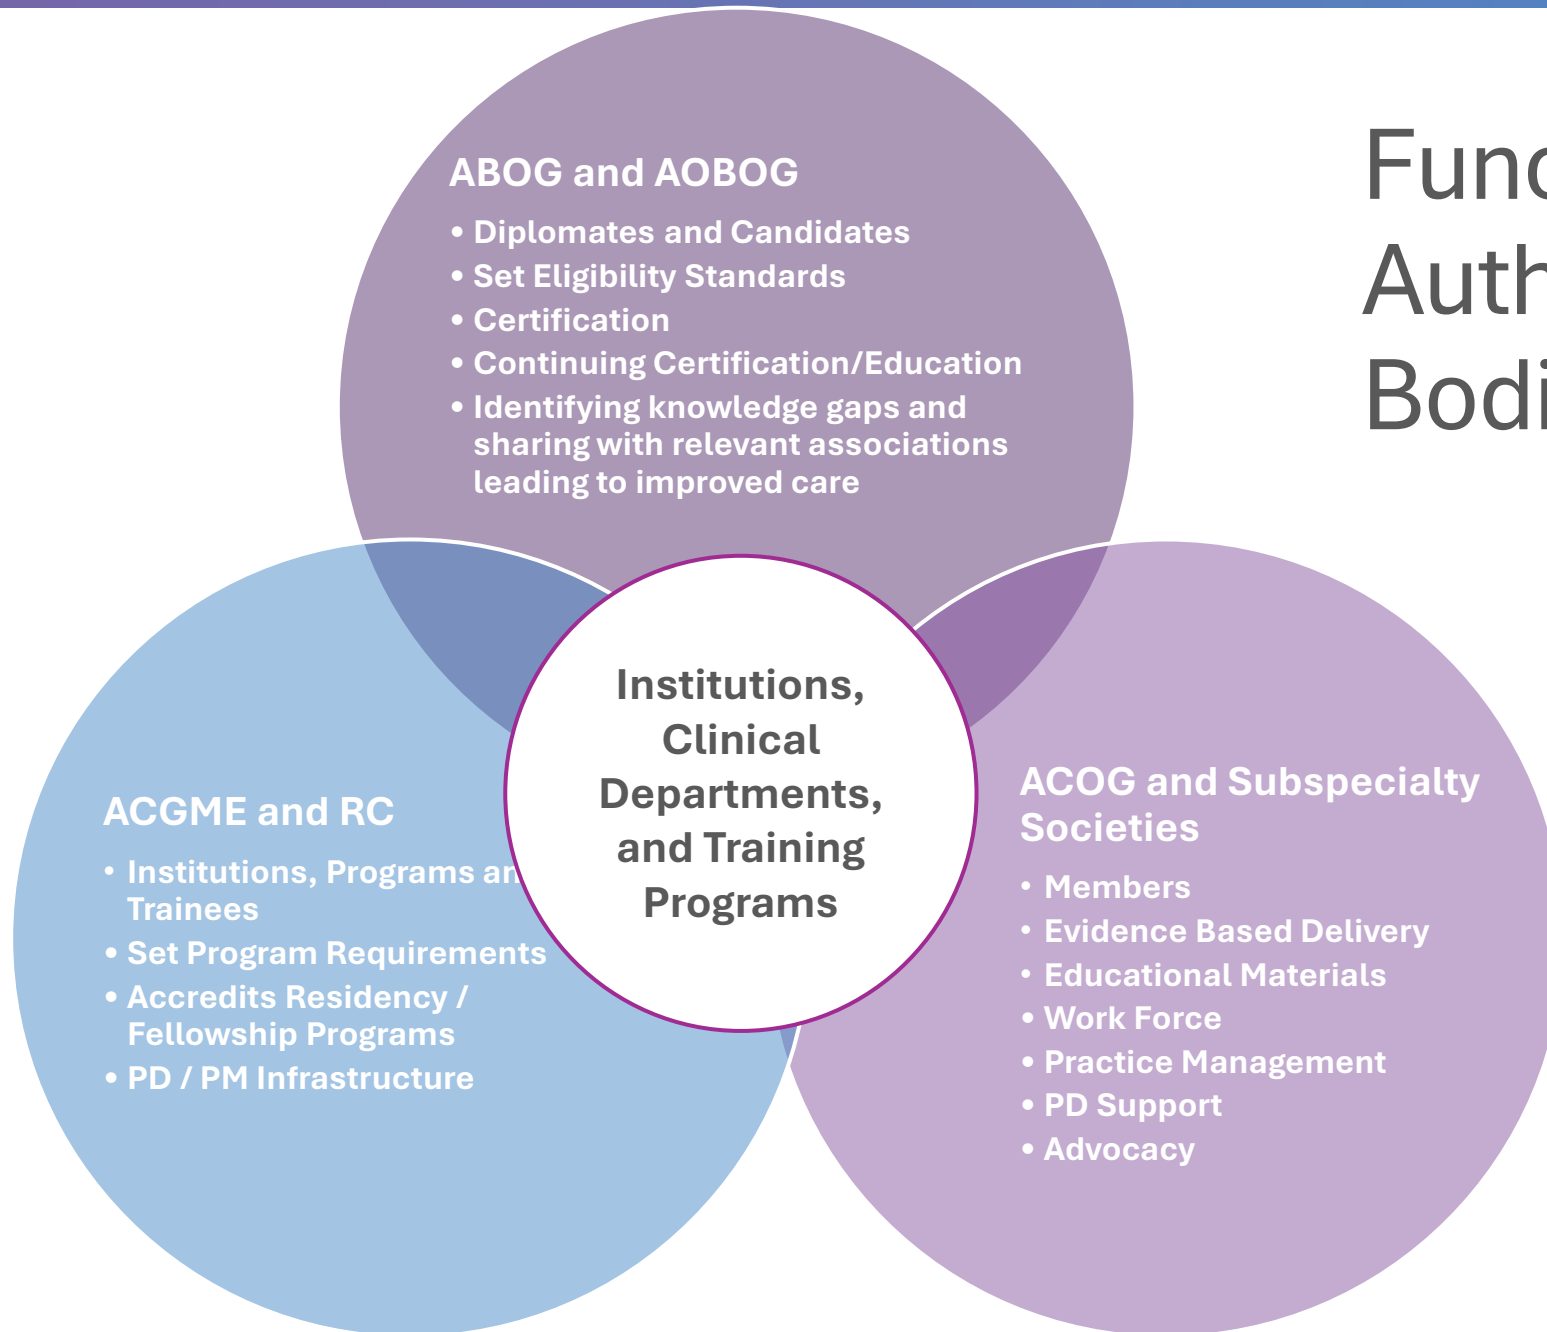 Func
Auth
Bodi
ABOG and AOBOG
• Diplomates and Candidates
• Set Eligibility Standards
• Certification
• Continuing Certification/Education
• Identifying knowledge gaps and
sharing with relevant associations
leading to improved care
Institutions,
Clinical
Departments,
and Training
Programs
ACGME and RC
• Institutions, Programs an
Trainees
• Set Program Requirements
• Accredits Residency /
Fellowship Programs
• PD / PM Infrastructure
ACOG and Subspecialty
Societies
• Members
• Evidence Based Delivery
• Educational Materials
• Work Force
• Practice Management
• PD Support
• Advocacy